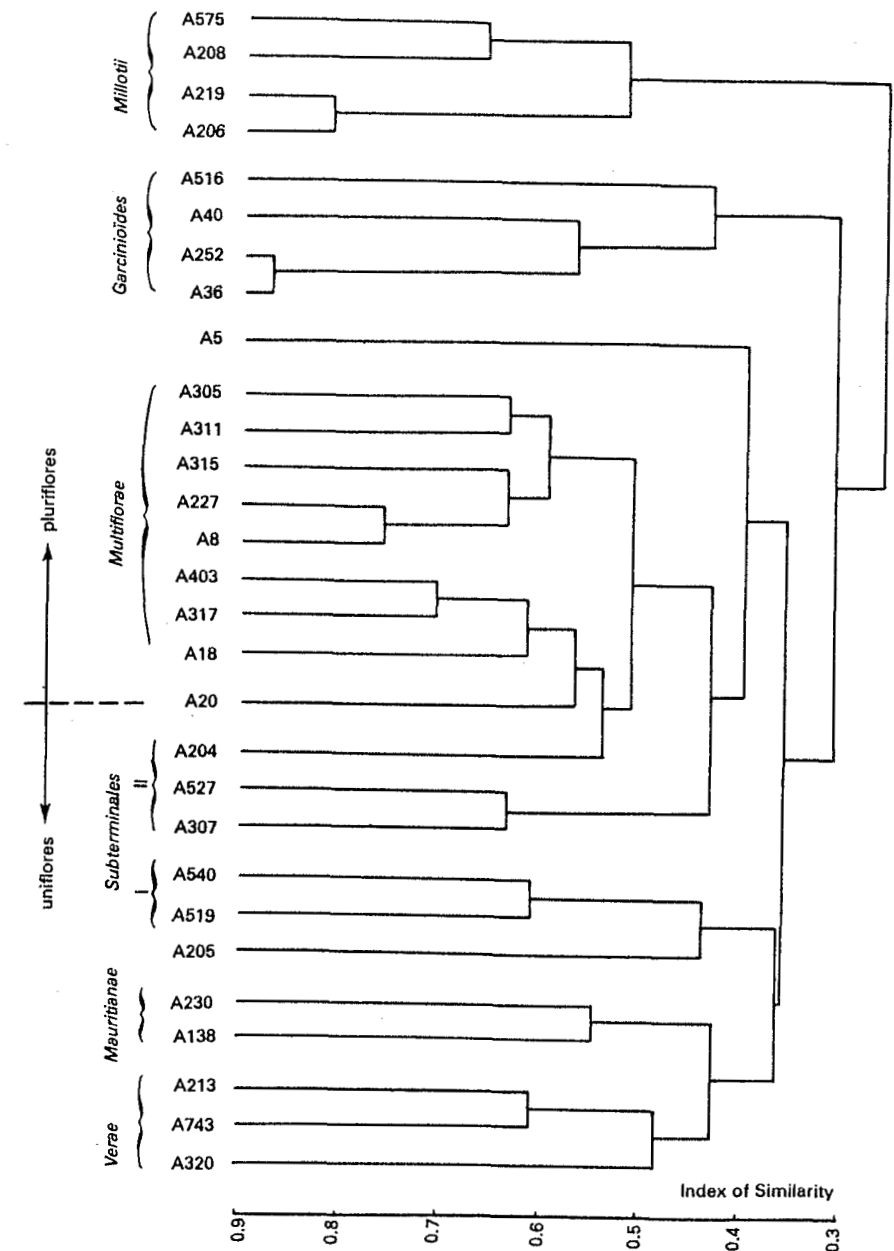 Millotii
A575
A208
A219
A206
Garcinioïdes
A516
A40
A252
A36
A5
Multiflorae
A305
A311
A315
A227
A8
A403
A317
A18
A20
pluriflores
uniflores
Subterminales
II
A204
A527
A307
I
A540
A519
A205
Mauritianae
A230
A138
Verae
A213
A743
A320
Index of Similarity
0.9 0.8 0.7 0.6 0.5 0.4 0.3